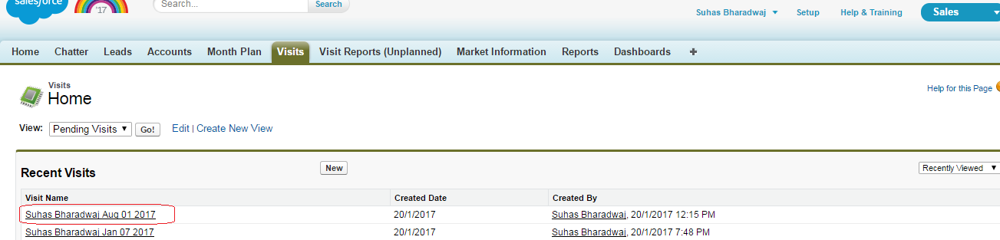 salesforce
'17
Search...
Search
Suhas Bharadwaj
Setup
Help & Training
Sales
Home
Chatter
Leads
Accounts
Month Plan
Visits
Visit Reports (Unplanned)
Market Information
Reports
Dashboards
+
Visits
Home
Help for this Page
View:
Pending Visits
Go!
Edit | Create New View
Recent Visits
New
Recently Viewed
Visit Name Created Date Created By
Suhas Bharadwaj Aug 01 2017 20/1/2017 Suhas Bharadwaj, 20/1/2017 12:15 PM
Suhas Bharadwaj Jan 07 2017 20/1/2017 Suhas Bharadwaj, 20/1/2017 7:48 PM